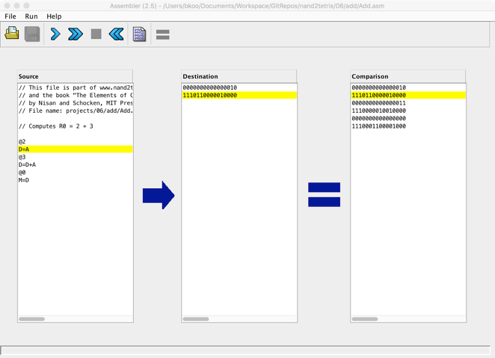 Assembler (2.5) – /Users/bkoo/Documents/Workspace/GitRepos/nand2tetris/06/add/Add.asm
File Run Help
Source
// This file is part of www.nand2t
// and the book "The Elements of C
// by Nisan and Schocken, MIT Pres
// File name: projects/06/add/Add.
// Computes R0 = 2 + 3
@2
D=A
@3
D=D+A
@0
M=D
Destination
0000000000000010
1110110000010000
Comparison
0000000000000010
1110110000010000
0000000000000011
1110000010010000
0000000000000000
1110001100001000